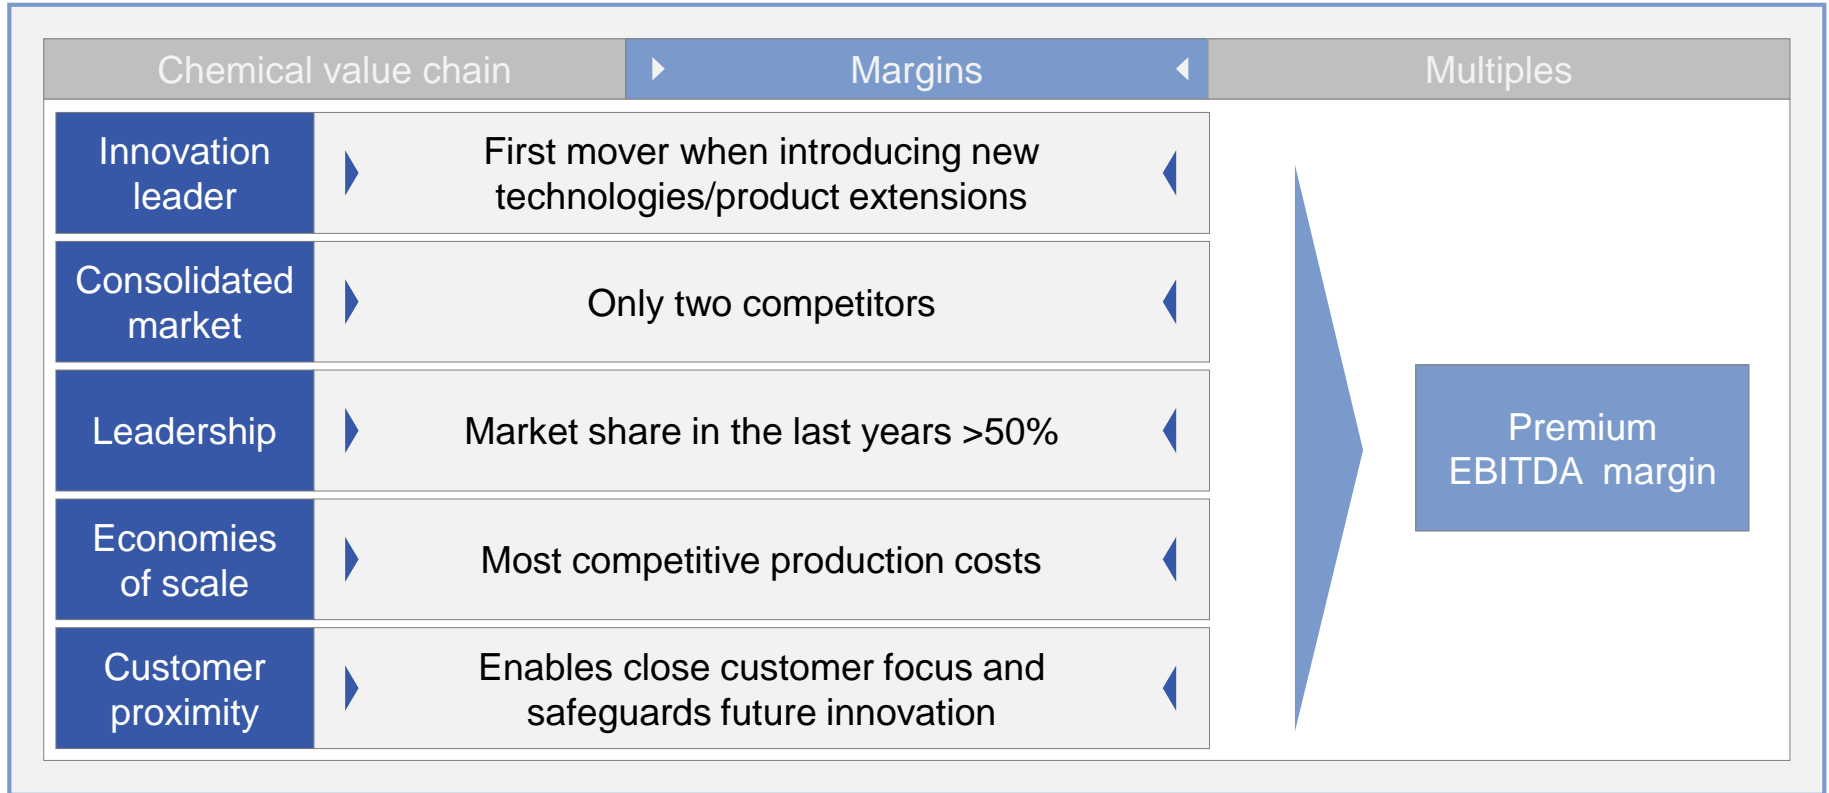 Chemical value chain
Margins
Multiples
Innovation
leader
First mover when introducing new
technologies/product extensions
Consolidated
market
Only two competitors
Leadership
Market share in the last years >50%
Economies
of scale
Most competitive production costs
Customer
proximity
Enables close customer focus and
safeguards future innovation
Premium
EBITDA margin